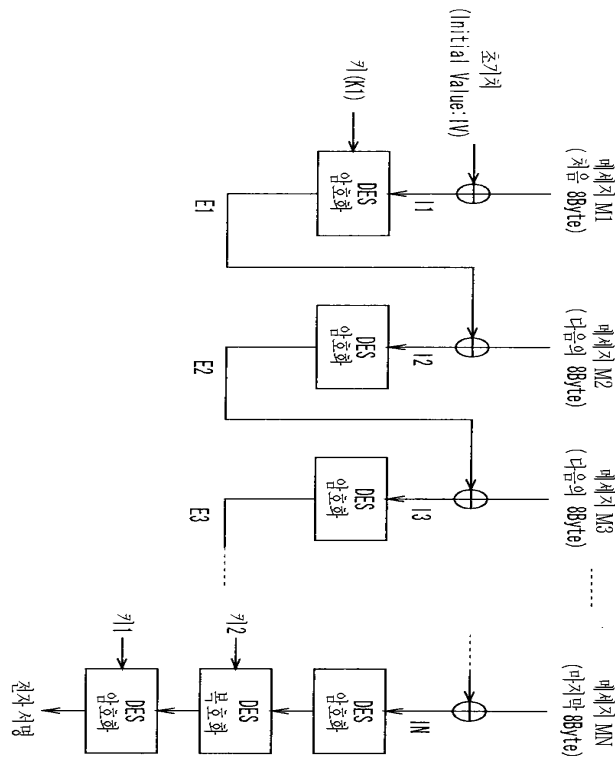 초기치
(Initial Value:IV)
메세지 M1
(처음 8Byte)
메세지 M2
(다음의 8Byte)
메세지 M3
(다음의 8Byte)
메세지 MN
(마지막 8Byte)
키(K1)
I1
I2
I3
IN
DES
암호화
DES
암호화
DES
암호화
DES
암호화
E1
E2
E3
키2
DES
복호화
키1
DES
암호화
전자 서명